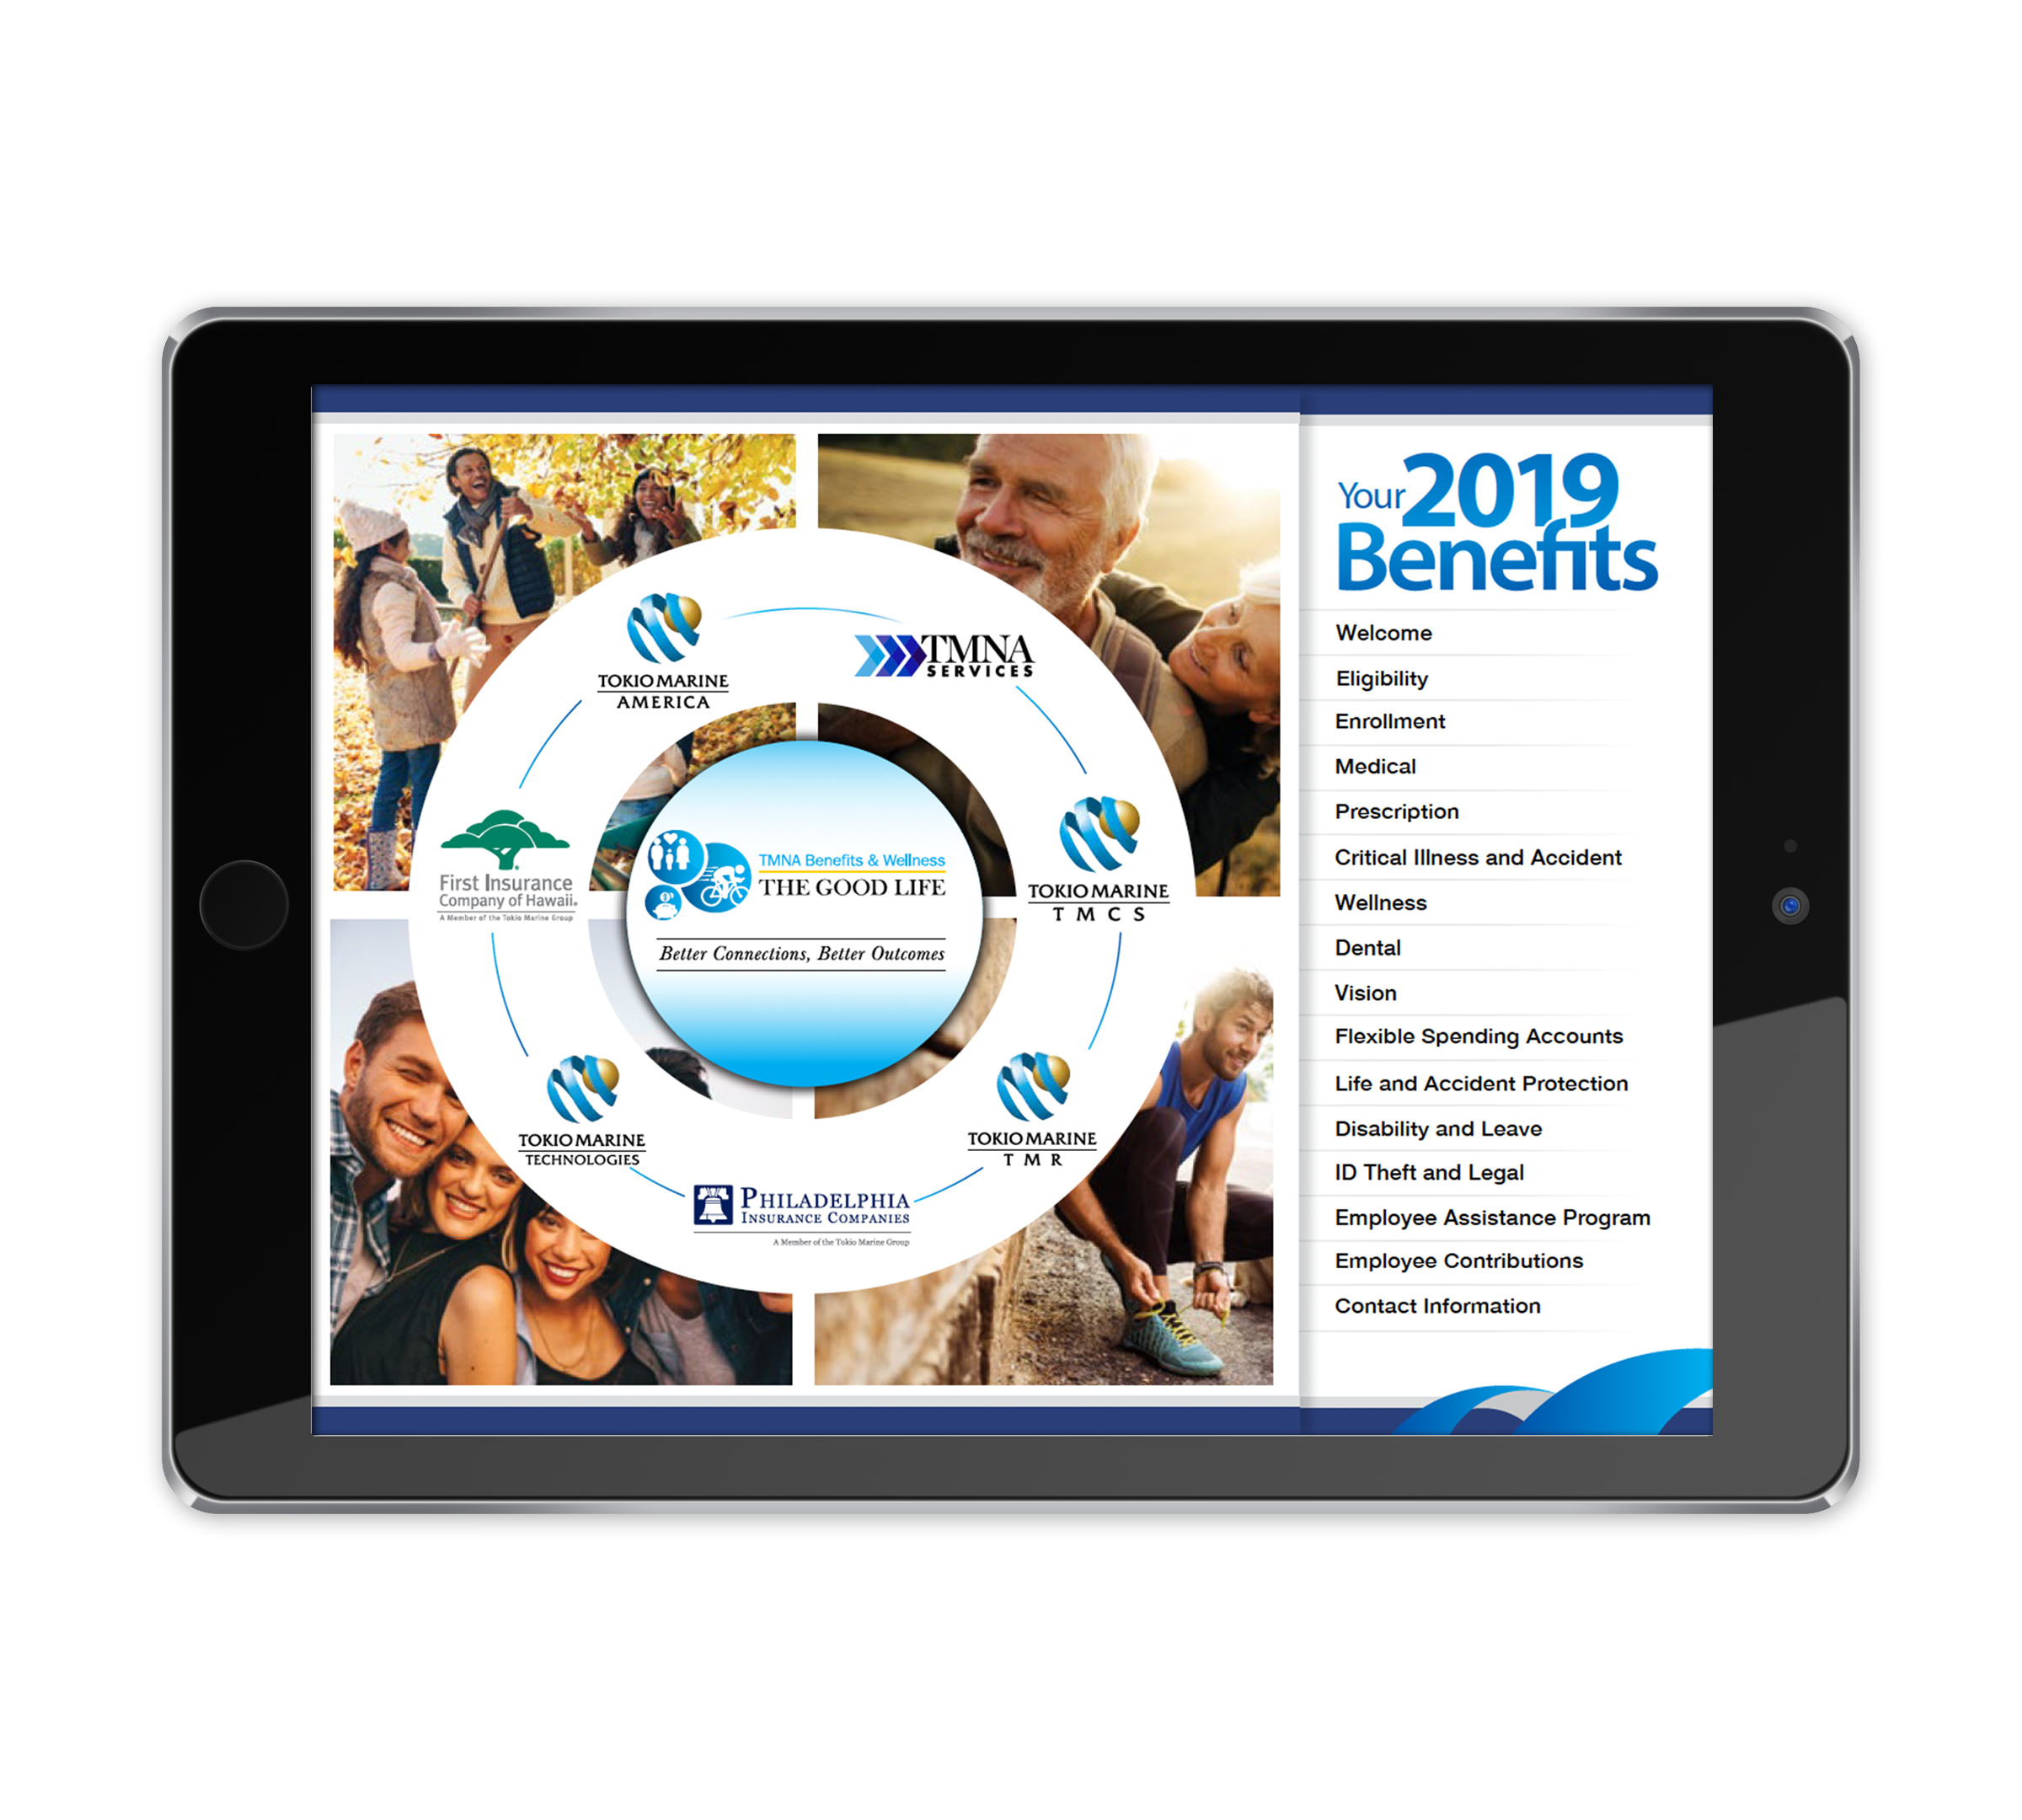 TOKIO MARINE
AMERICA
TMNA
SERVICES
First Insurance
Company of Hawaii.
A Member of the Tokio Marine Group
TMNA Benefits & Wellness
THE GOOD LIFE
Better Connections, Better Outcomes
TOKIO MARINE
TMCS
TOKIO MARINE
TECHNOLOGIES
TOKIO MARINE
TMR
PHILADELPHIA
INSURANCE COMPANIES
A Member of the Tokio Marine Group
Your 2019
Benefits
Welcome
Eligibility
Enrollment
Medical
Prescription
Critical Illness and Accident
Wellness
Dental
Vision
Flexible Spending Accounts
Life and Accident Protection
Disability and Leave
ID Theft and Legal
Employee Assistance Program
Employee Contributions
Contact Information